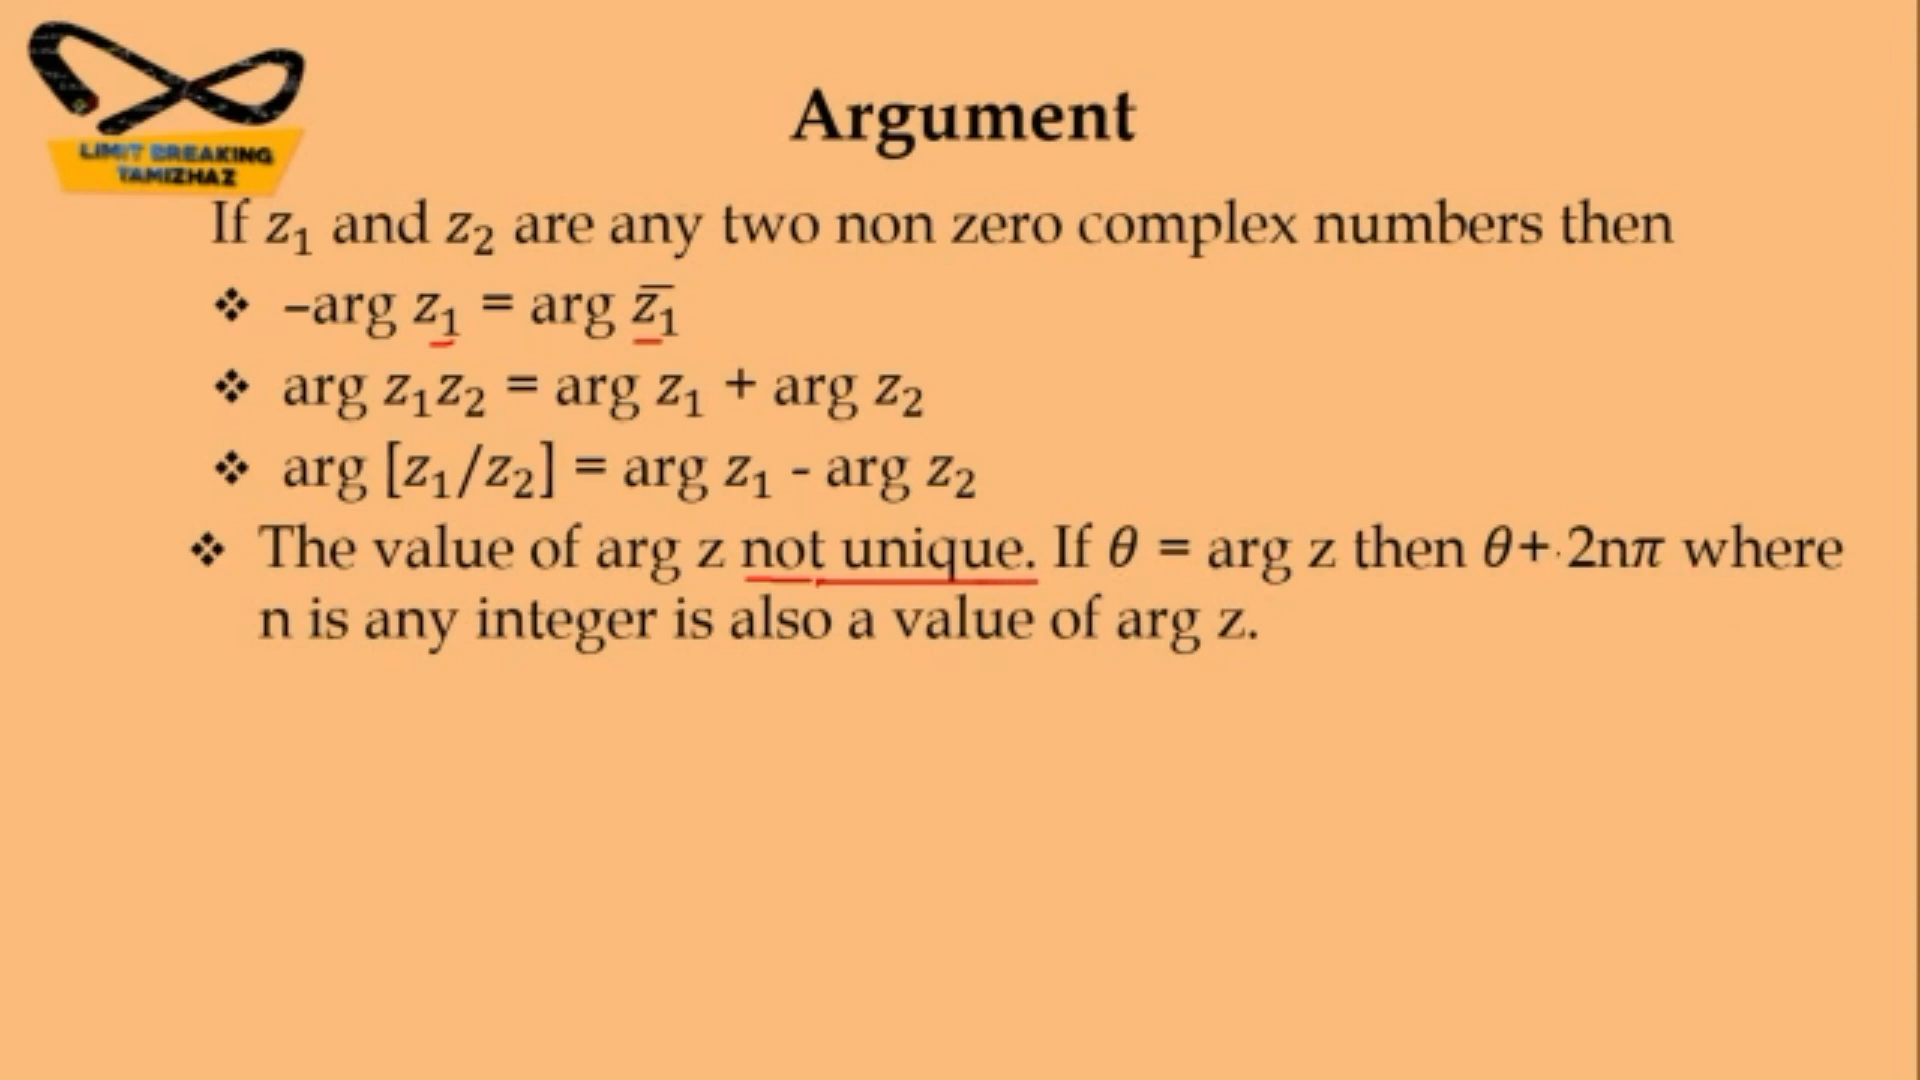 LIMIT BREAKING
TAMIZHAZ
Argument
If z₁ and z₂ are any two non zero complex numbers then
❖ –arg z₁ = arg z̅₁
❖ arg z₁z₂ = arg z₁ + arg z₂
❖ arg [z₁/z₂] = arg z₁ - arg z₂
❖ The value of arg z not unique. If θ = arg z then θ+ 2nπ where
n is any integer is also a value of arg z.